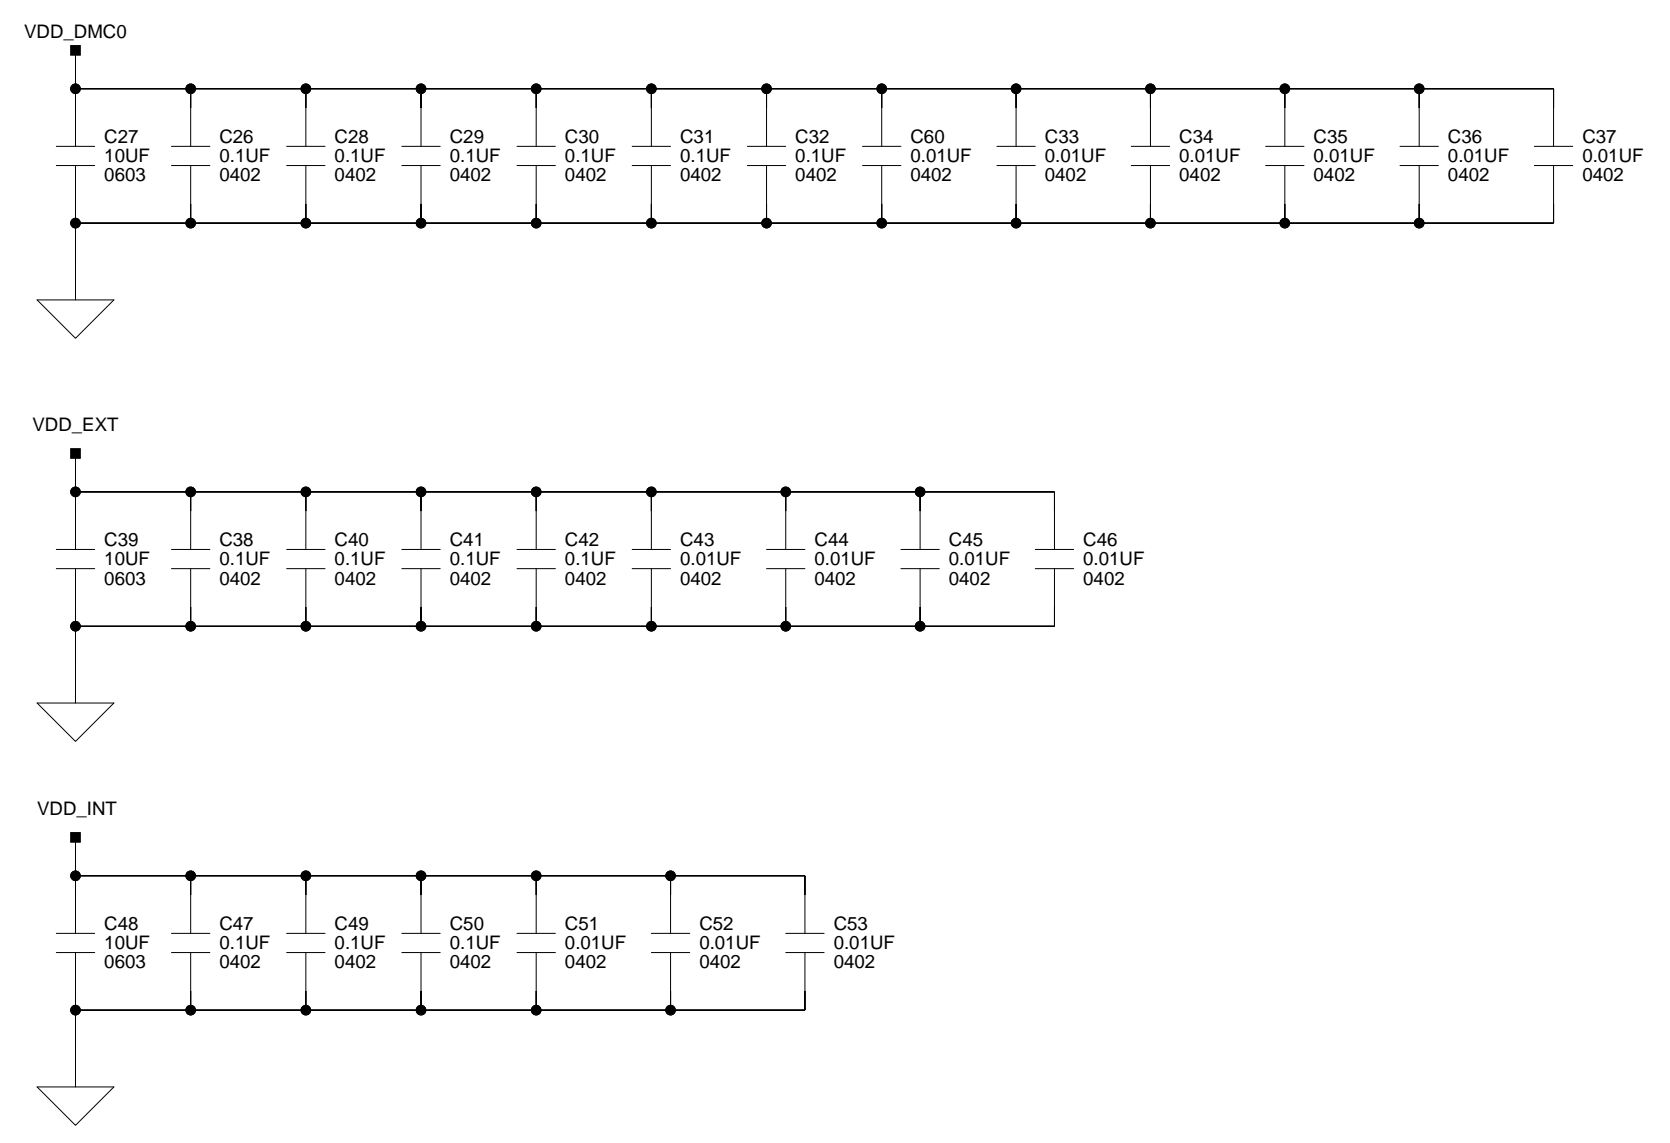 VDD_DMC0
C27
10UF
0603
C26
0.1UF
0402
C28
0.1UF
0402
C29
0.1UF
0402
C30
0.1UF
0402
C31
0.1UF
0402
C32
0.1UF
0402
C60
0.01UF
0402
C33
0.01UF
0402
C34
0.01UF
0402
C35
0.01UF
0402
C36
0.01UF
0402
C37
0.01UF
0402
VDD_EXT
C39
10UF
0603
C38
0.1UF
0402
C40
0.1UF
0402
C41
0.1UF
0402
C42
0.1UF
0402
C43
0.01UF
0402
C44
0.01UF
0402
C45
0.01UF
0402
C46
0.01UF
0402
VDD_INT
C48
10UF
0603
C47
0.1UF
0402
C49
0.1UF
0402
C50
0.1UF
0402
C51
0.01UF
0402
C52
0.01UF
0402
C53
0.01UF
0402